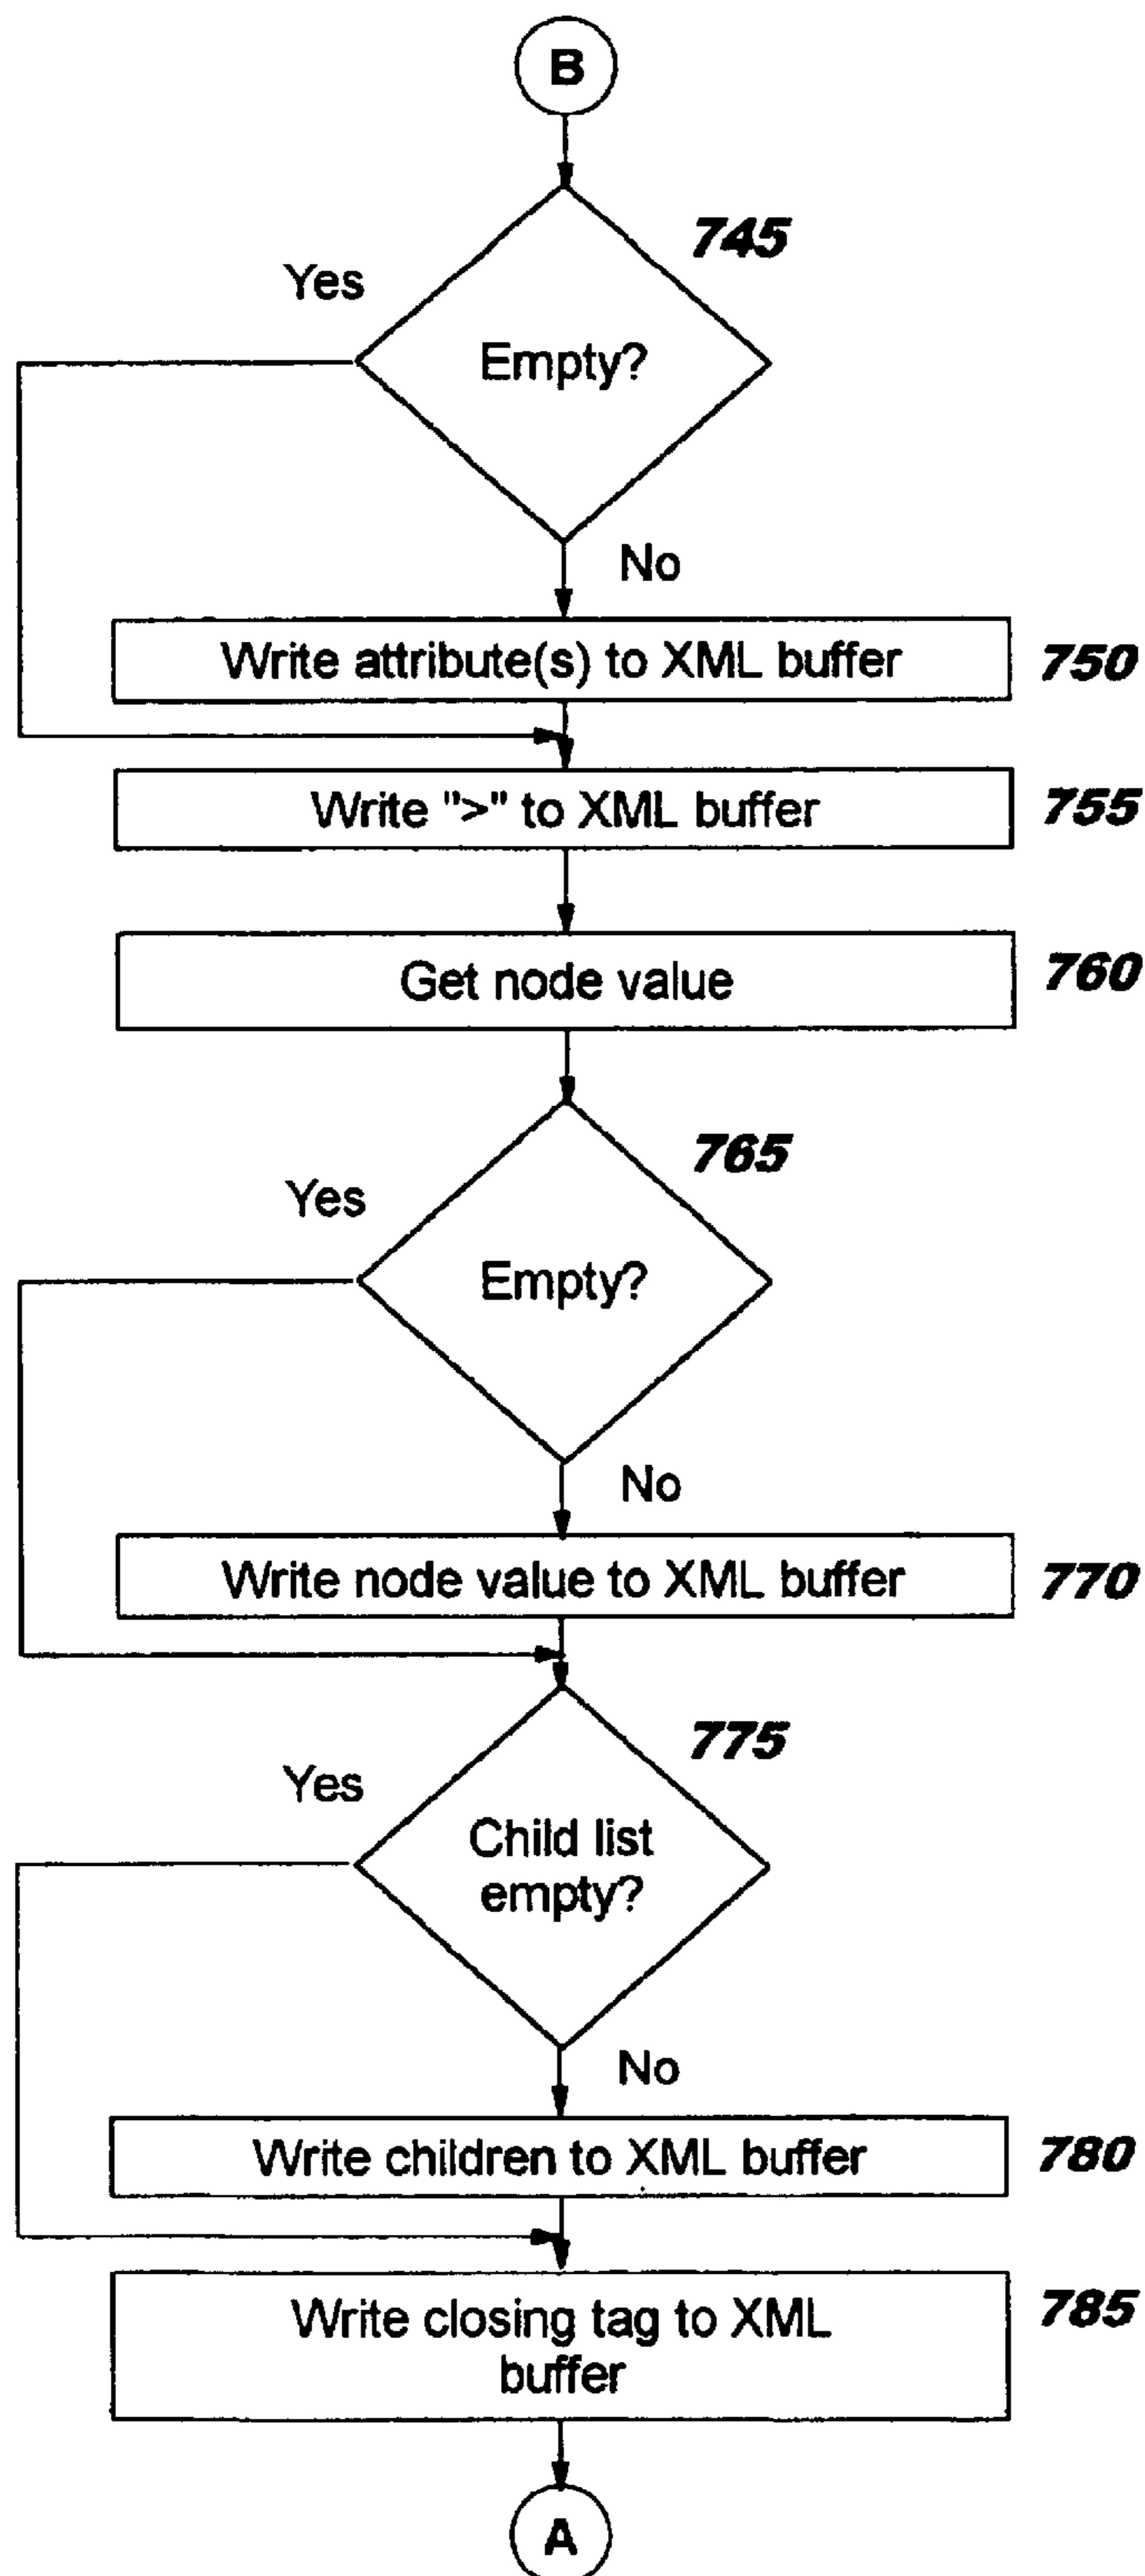 B
745
Yes
Empty?
No
Write attribute(s) to XML buffer
750
Write ">" to XML buffer
755
Get node value
760
765
Yes
Empty?
No
Write node value to XML buffer
770
775
Yes
Child list
empty?
No
Write children to XML buffer
780
Write closing tag to XML
buffer
785
A